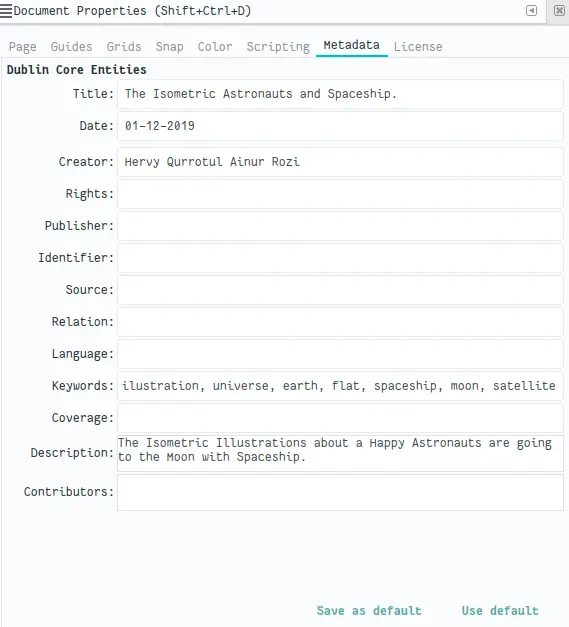 Document Properties (Shift+Ctrl+D)
Page Guides Grids Snap Color Scripting Metadata License
Dublin Core Entities
Title: The Isometric Astronauts and Spaceship.
Date: 01-12-2019
Creator: Hervy Qurrotul Ainur Rozi
Rights:
Publisher:
Identifier:
Source:
Relation:
Language:
Keywords: ilustration, universe, earth, flat, spaceship, moon, satellite
Coverage:
Description: The Isometric Illustrations about a Happy Astronauts are going
to the Moon with Spaceship.
Contributors:
Save as default Use default